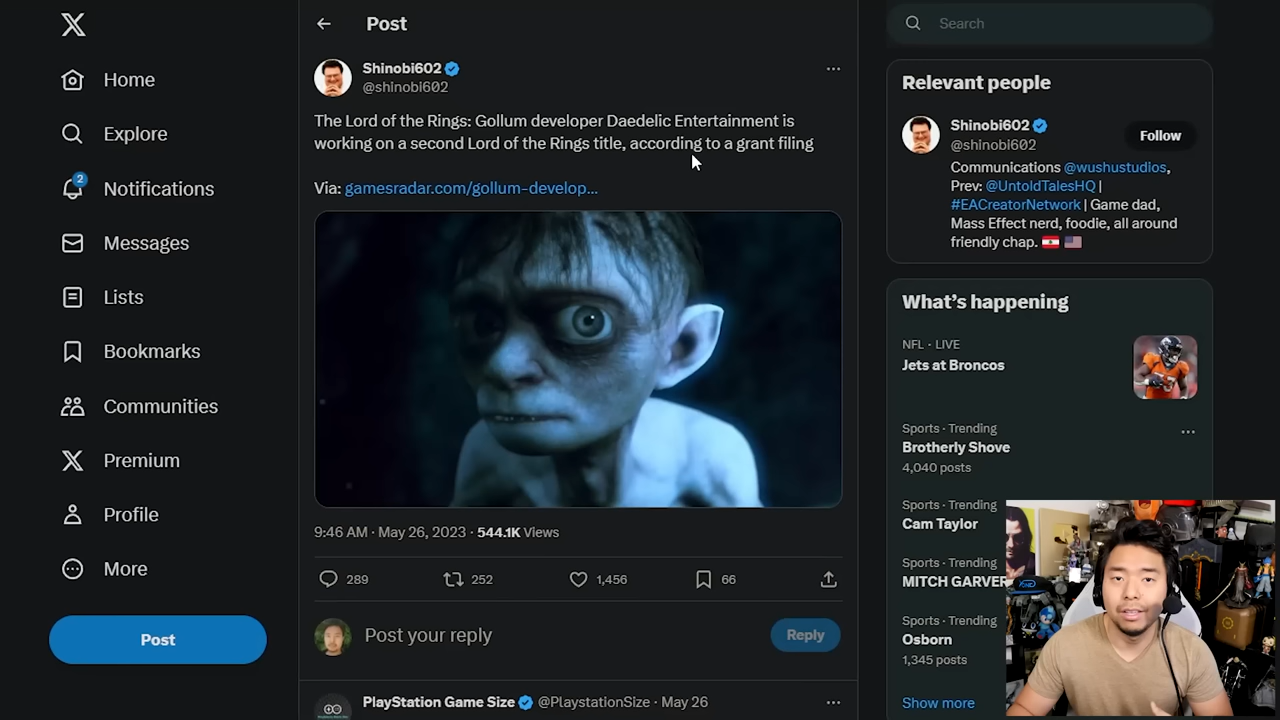 Home
Explore
2
Notifications
Messages
Lists
Bookmarks
Communities
Premium
Profile
More
Post
Post
Shinobi602
@shinobi602
The Lord of the Rings: Gollum developer Daedelic Entertainment is
working on a second Lord of the Rings title, according to a grant filing
Via: gamesradar.com/gollum-develop...
9:46 AM · May 26, 2023 · 544.1K Views
289
252
1,456
66
Post your reply
Reply
PlayStation Game Size @PlaystationSize · May 26
Search
Relevant people
Shinobi602
@shinobi602
Follow
Communications @wushustudios,
Prev: @UntoldTalesHQ |
#EACreatorNetwork | Game dad,
Mass Effect nerd, foodie, all around
friendly chap.
What's happening
NFL · LIVE
Jets at Broncos
Sports · Trending
Brotherly Shove
4,040 posts
Sports · Trending
Cam Taylor
Sports · Trending
MITCH GARVER
Sports · Trending
Osborn
1,345 posts
Show more